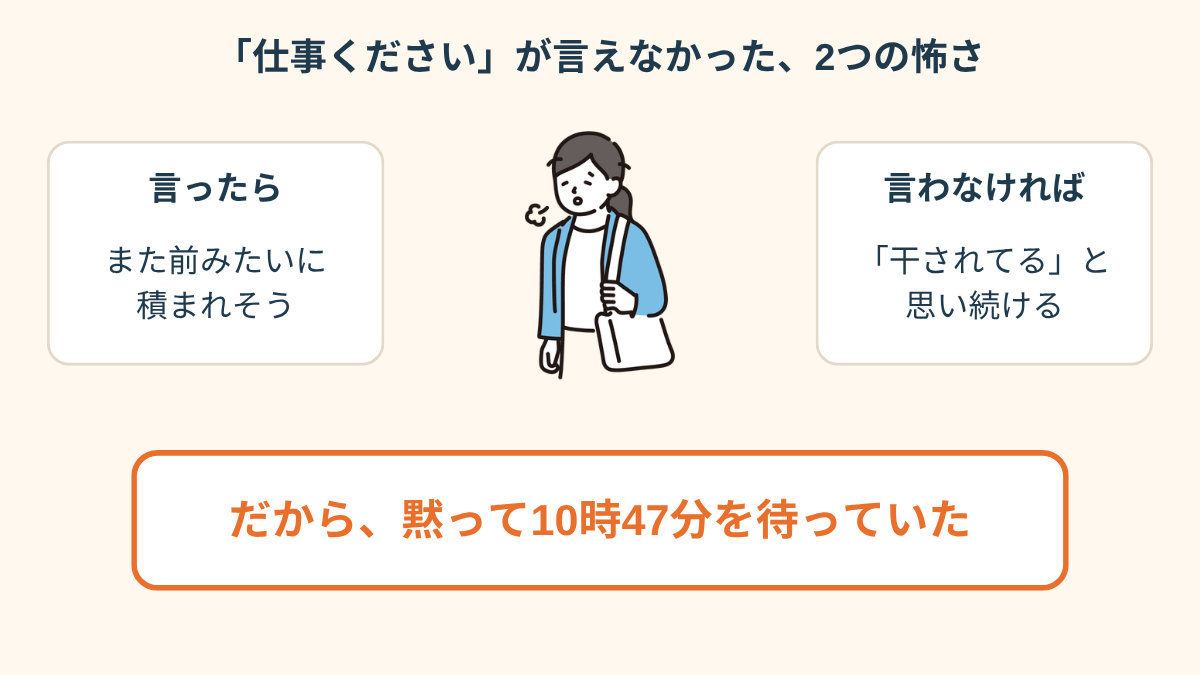 「仕事ください」が言えなかった、2つの怖さ
言ったら
また前みたいに
積まれそう
言わなければ
「干されてる」と
思い続ける
だから、黙って10時47分を待っていた